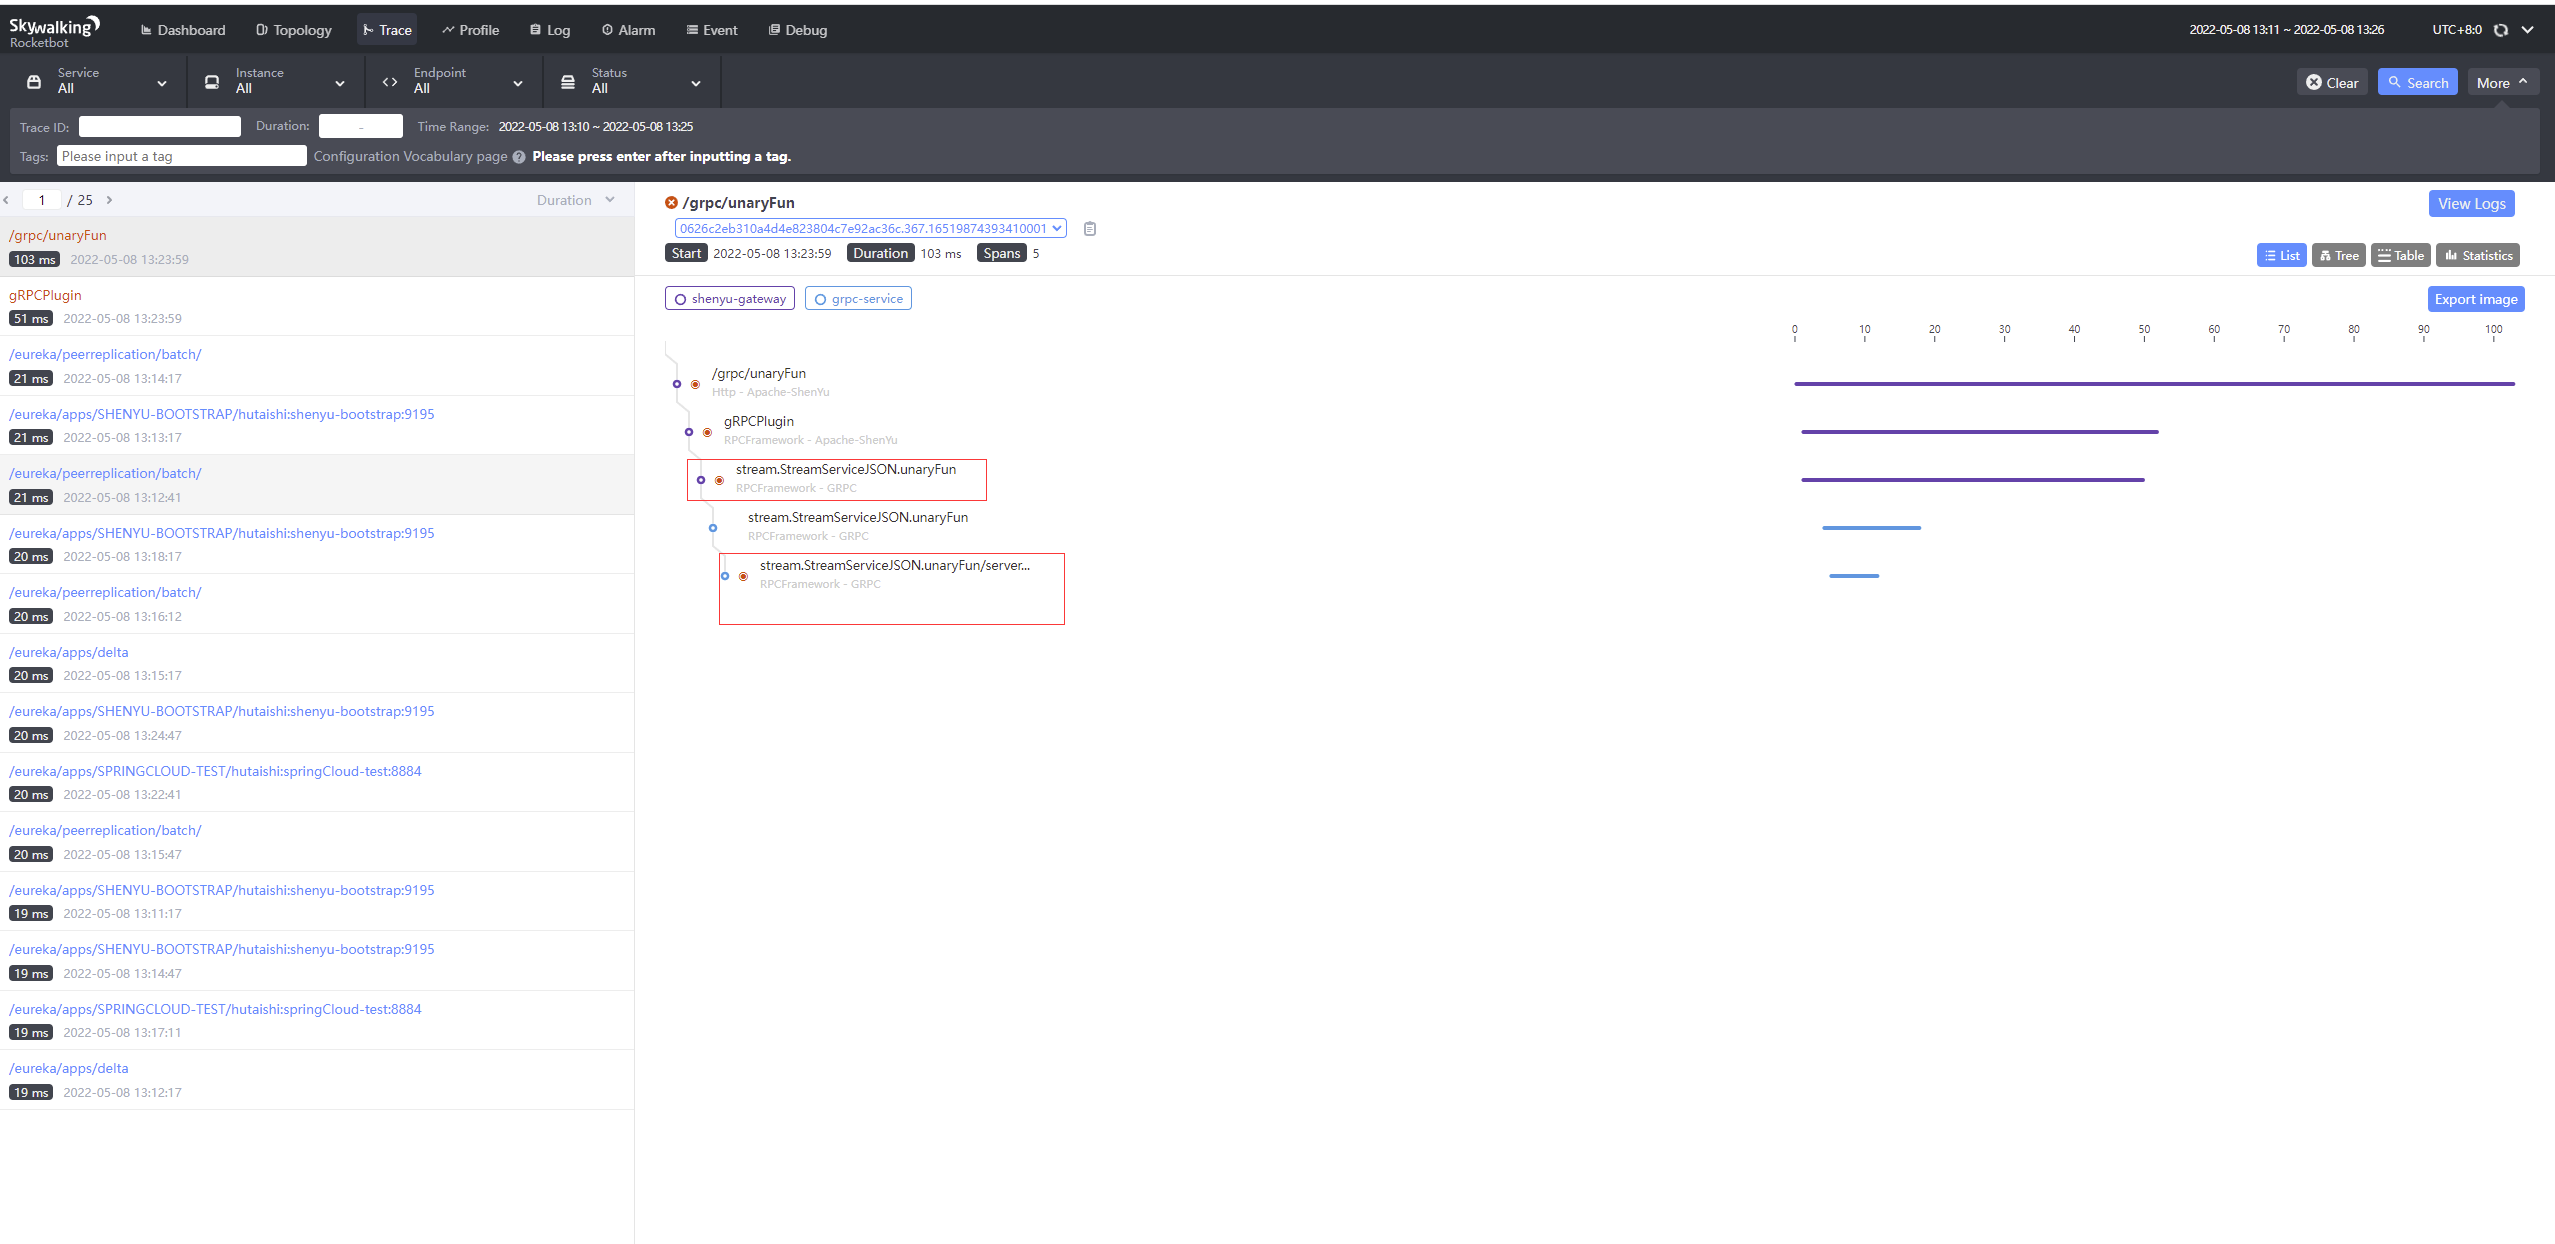 Skywalking
Rocketbot
Dashboard Topology Trace Profile Log Alarm Event Debug
2022-05-08 13:11 ~ 2022-05-08 13:26 UTC+8:0
Service
All
Instance
All
Endpoint
All
Status
All
Clear Search More
Trace ID: Duration: - Time Range: 2022-05-08 13:10 ~ 2022-05-08 13:25
Tags: Please input a tag Configuration Vocabulary page ? Please press enter after inputting a tag.
1 / 25 Duration
/grpc/unaryFun
103 ms 2022-05-08 13:23:59
gRPCPlugin
51 ms 2022-05-08 13:23:59
/eureka/peerreplication/batch/
21 ms 2022-05-08 13:14:17
/eureka/apps/SHENYU-BOOTSTRAP/hutaishi:shenyu-bootstrap:9195
21 ms 2022-05-08 13:13:17
/eureka/peerreplication/batch/
21 ms 2022-05-08 13:12:41
/eureka/apps/SHENYU-BOOTSTRAP/hutaishi:shenyu-bootstrap:9195
20 ms 2022-05-08 13:18:17
/eureka/peerreplication/batch/
20 ms 2022-05-08 13:16:12
/eureka/apps/delta
20 ms 2022-05-08 13:15:17
/eureka/apps/SHENYU-BOOTSTRAP/hutaishi:shenyu-bootstrap:9195
20 ms 2022-05-08 13:24:47
/eureka/apps/SPRINGCLOUD-TEST/hutaishi:springCloud-test:8884
20 ms 2022-05-08 13:22:41
/eureka/peerreplication/batch/
20 ms 2022-05-08 13:15:47
/eureka/apps/SHENYU-BOOTSTRAP/hutaishi:shenyu-bootstrap:9195
19 ms 2022-05-08 13:11:17
/eureka/apps/SHENYU-BOOTSTRAP/hutaishi:shenyu-bootstrap:9195
19 ms 2022-05-08 13:14:47
/eureka/apps/SPRINGCLOUD-TEST/hutaishi:springCloud-test:8884
19 ms 2022-05-08 13:17:11
/eureka/apps/delta
19 ms 2022-05-08 13:12:17
/grpc/unaryFun
View Logs
0626c2eb310a4d4e823804c7e92ac36c.367.16519874393410001
Start 2022-05-08 13:23:59 Duration 103 ms Spans 5
List Tree Table Statistics
shenyu-gateway grpc-service
Export image
0 10 20 30 40 50 60 70 80 90 100
/grpc/unaryFun
Http - Apache-ShenYu
gRPCPlugin
RPCFramework - Apache-ShenYu
stream.StreamServiceJSON.unaryFun
RPCFramework - GRPC
stream.StreamServiceJSON.unaryFun
RPCFramework - GRPC
stream.StreamServiceJSON.unaryFun/server...
RPCFramework - GRPC